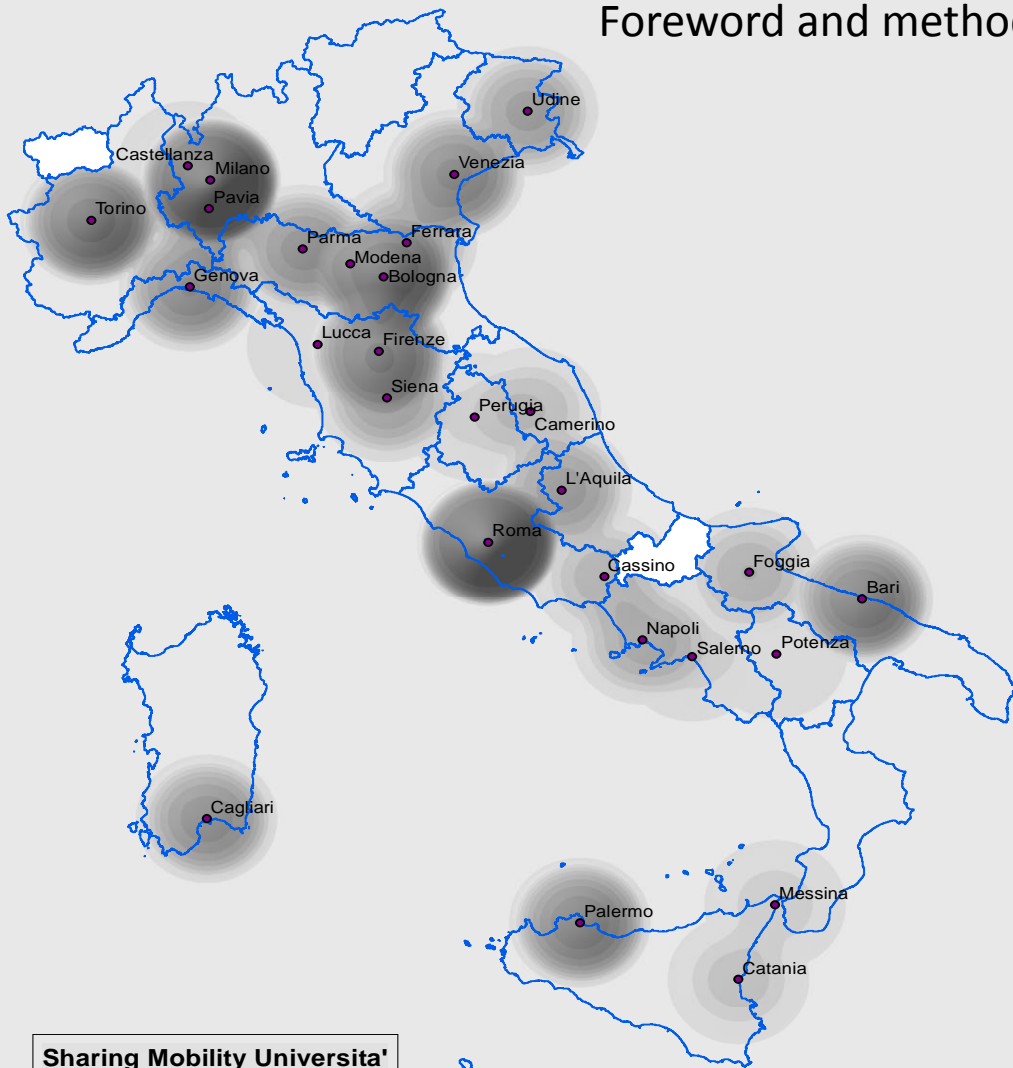 Foreword and metho
Udine
Castellanza
Milano
Venezia
Pavia
Torino
Ferrara
Parma
Modena
Bologna
Genova
Lucca
Firenze
Siena
Perugia
Camerino
L'Aquila
Roma
Cassino
Foggia
Bari
Napoli
Salerno
Potenza
Cagliari
Messina
Palermo
Catania
Sharing Mobility Universita'